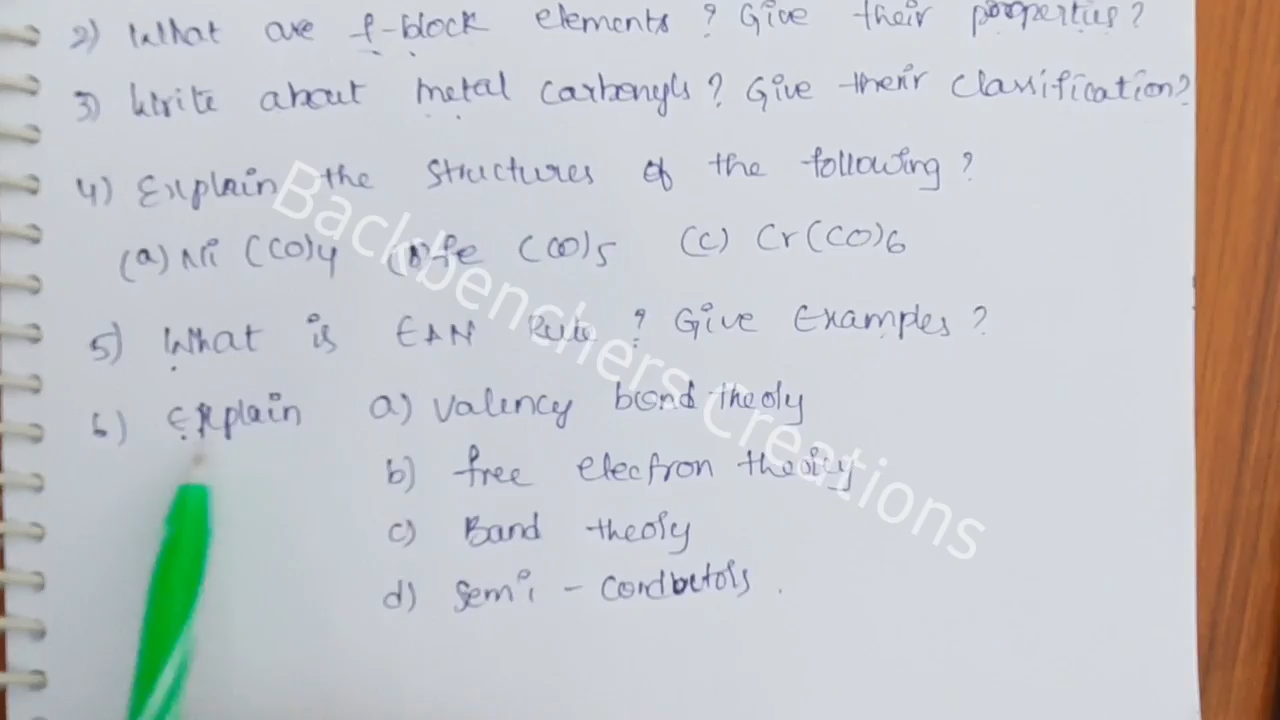 2) What are f-block elements ? Give their properties ?
3) Write about metal carbonyls ? Give their Classification ?
4) Explain the structures of the following ?
(a) Ni (CO)4 (b) fe (CO)5 (c) Cr(CO)6
5) What is EAN Rule ? Give Examples ?
6) Explain a) valency bond theory
b) free electron theory
c) Band theory
d) Semi - Conductors .
Backbenchers Creations